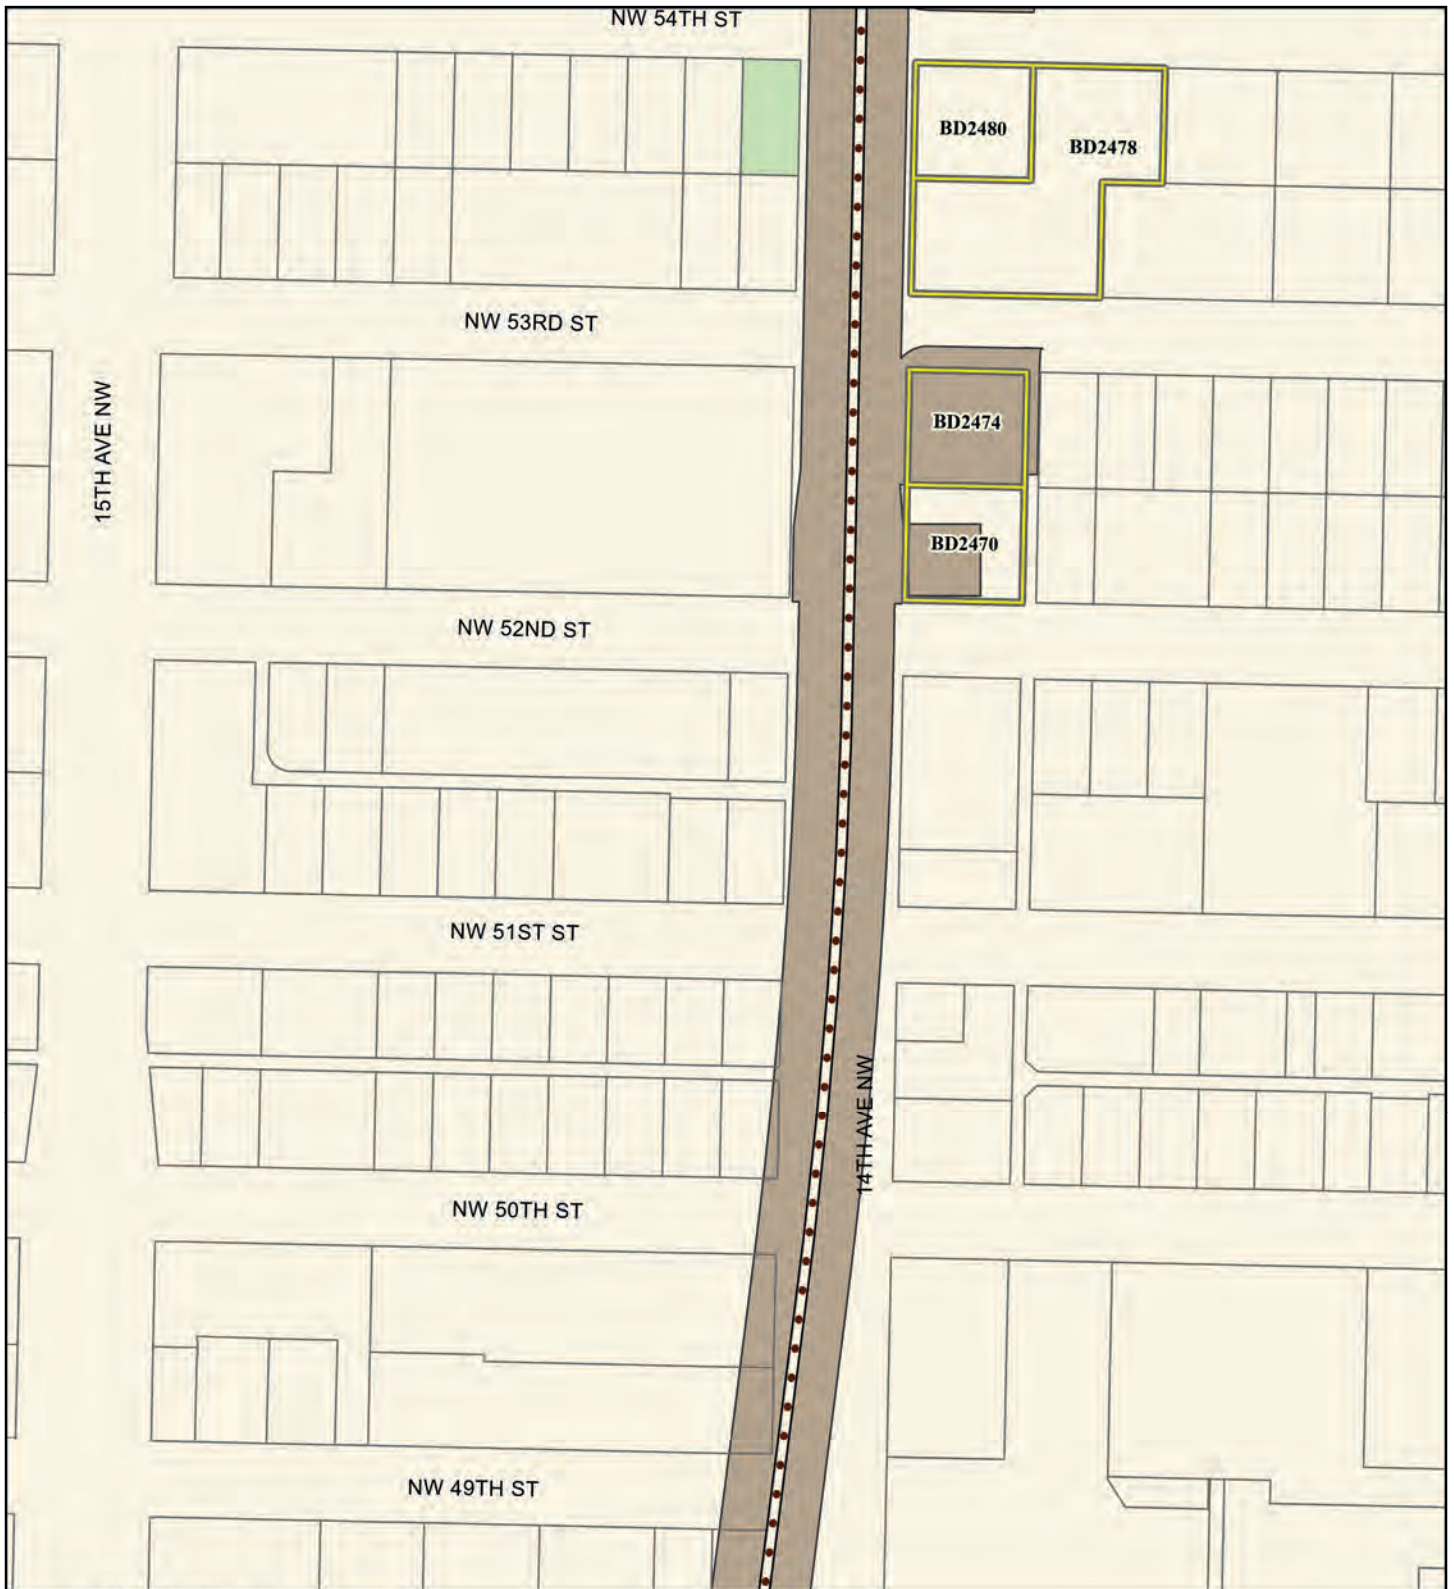 NW 54TH ST
BD2480
BD2478
NW 53RD ST
15TH AVE NW
BD2474
BD2470
NW 52ND ST
NW 51ST ST
14TH AVE NW
NW 50TH ST
NW 49TH ST